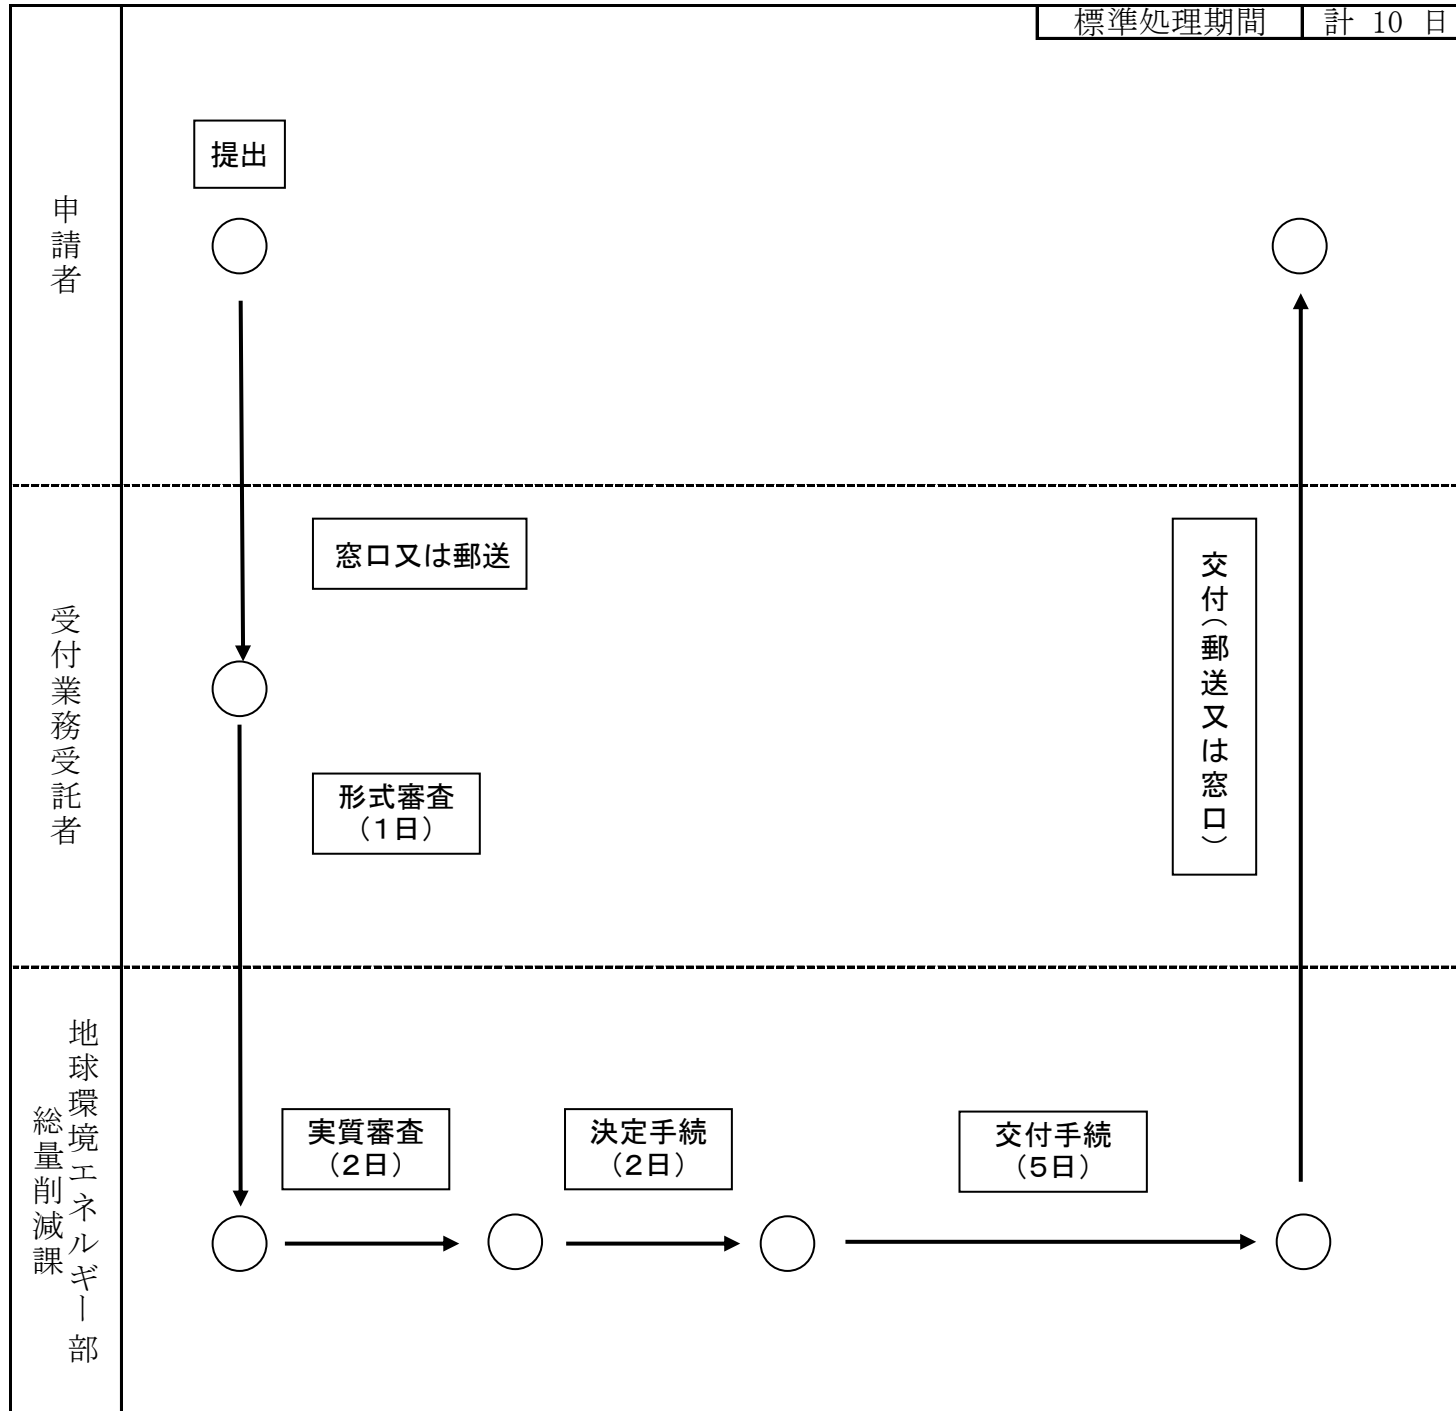 標準処理期間 計 10 日
提出
申請者
窓口又は郵送
交付（郵送又は窓口）
受付業務受託者
形式審査
（１日）
地球環境エネルギー部
総量削減課
実質審査
（２日）
決定手続
（２日）
交付手続
（５日）